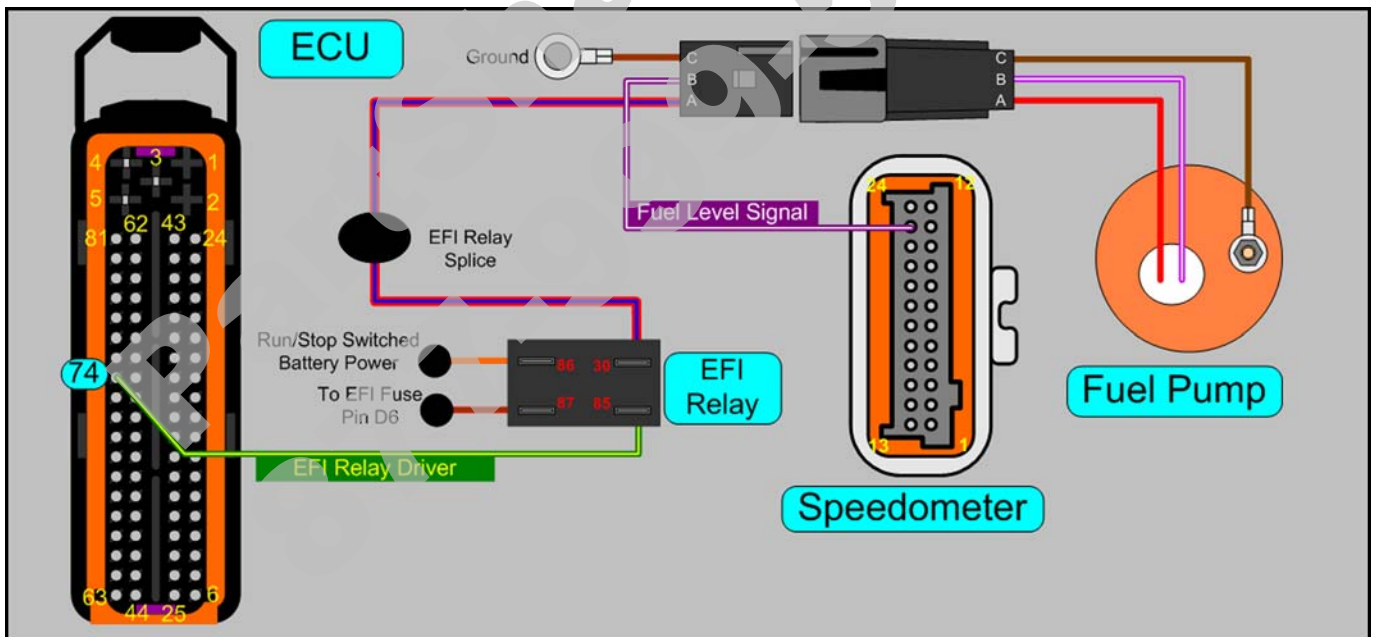 ECU
Ground
C
B
A
C
B
A
4
3
1
5
2
62
43
81
24
24
12
Fuel Level Signal
EFI Relay
Splice
Run/Stop Switched
Battery Power
86
30
EFI
Relay
74
To EFI Fuse
Pin D6
87
85
Fuel Pump
13
1
EFI Relay Driver
Speedometer
63
44
25
6